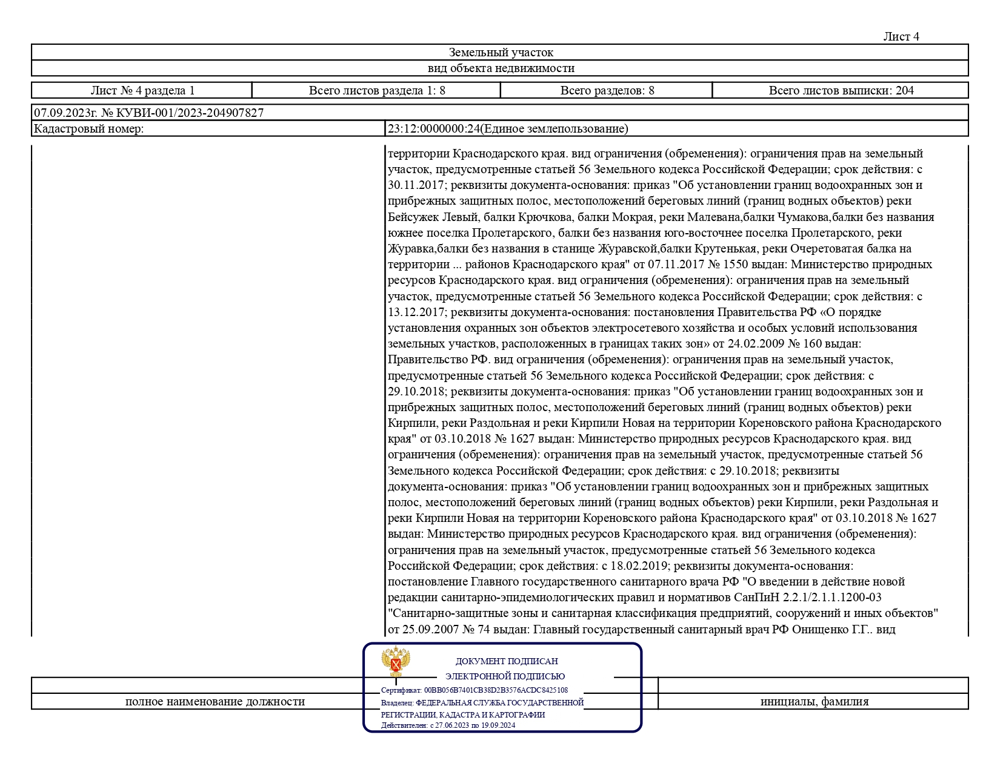 Лист 4
Земельный участок
вид объекта недвижимости
Лист № 4 раздела 1
Всего листов раздела 1: 8
Всего разделов: 8
Всего листов выписки: 204
07.09.2023г. № КУВИ-001/2023-204907827
Кадастровый номер:
23:12:0000000:24(Единое землепользование)
территории Краснодарского края. вид ограничения (обременения): ограничения прав на земельный
участок, предусмотренные статьей 56 Земельного кодекса Российской Федерации; срок действия: с
30.11.2017; реквизиты документа-основания: приказ "Об установлении границ водоохранных зон и
прибрежных защитных полос, местоположений береговых линий (границ водных объектов) реки
Бейсужек Левый, балки Крючкова, балки Мокрая, реки Малевана,балки Чумакова,балки без названия
южнее поселка Пролетарского, балки без названия юго-восточнее поселка Пролетарского, реки
Журавка,балки без названия в станице Журавской,балки Крутенькая, реки Очеретоватая балка на
территории ... районов Краснодарского края" от 07.11.2017 № 1550 выдан: Министерство природных
ресурсов Краснодарского края. вид ограничения (обременения): ограничения прав на земельный
участок, предусмотренные статьей 56 Земельного кодекса Российской Федерации; срок действия: с
13.12.2017; реквизиты документа-основания: постановления Правительства РФ «О порядке
установления охранных зон объектов электросетевого хозяйства и особых условий использования
земельных участков, расположенных в границах таких зон» от 24.02.2009 № 160 выдан:
Правительство РФ. вид ограничения (обременения): ограничения прав на земельный участок,
предусмотренные статьей 56 Земельного кодекса Российской Федерации; срок действия: с
29.10.2018; реквизиты документа-основания: приказ "Об установлении границ водоохранных зон и
прибрежных защитных полос, местоположений береговых линий (границ водных объектов) реки
Кирпили, реки Раздольная и реки Кирпили Новая на территории Кореновского района Краснодарского
края" от 03.10.2018 № 1627 выдан: Министерство природных ресурсов Краснодарского края. вид
ограничения (обременения): ограничения прав на земельный участок, предусмотренные статьей 56
Земельного кодекса Российской Федерации; срок действия: с 29.10.2018; реквизиты
документа-основания: приказ "Об установлении границ водоохранных зон и прибрежных защитных
полос, местоположений береговых линий (границ водных объектов) реки Кирпили, реки Раздольная и
реки Кирпили Новая на территории Кореновского района Краснодарского края" от 03.10.2018 № 1627
выдан: Министерство природных ресурсов Краснодарского края. вид ограничения (обременения):
ограничения прав на земельный участок, предусмотренные статьей 56 Земельного кодекса
Российской Федерации; срок действия: с 18.02.2019; реквизиты документа-основания:
постановление Главного государственного санитарного врача РФ "О введении в действие новой
редакции санитарно-эпидемиологических правил и нормативов СанПиН 2.2.1/2.1.1.1200-03
"Санитарно-защитные зоны и санитарная классификация предприятий, сооружений и иных объектов"
от 25.09.2007 № 74 выдан: Главный государственный санитарный врач РФ Онищенко Г.Г.. вид
ДОКУМЕНТ ПОДПИСАН
ЭЛЕКТРОННОЙ ПОДПИСЬЮ
Сертификат: 00BB056B7401CB38D2B3576ACDC8425108
Владелец: ФЕДЕРАЛЬНАЯ СЛУЖБА ГОСУДАРСТВЕННОЙ
РЕГИСТРАЦИИ, КАДАСТРА И КАРТОГРАФИИ
Действителен: с 27.06.2023 по 19.09.2024
полное наименование должности
инициалы, фамилия